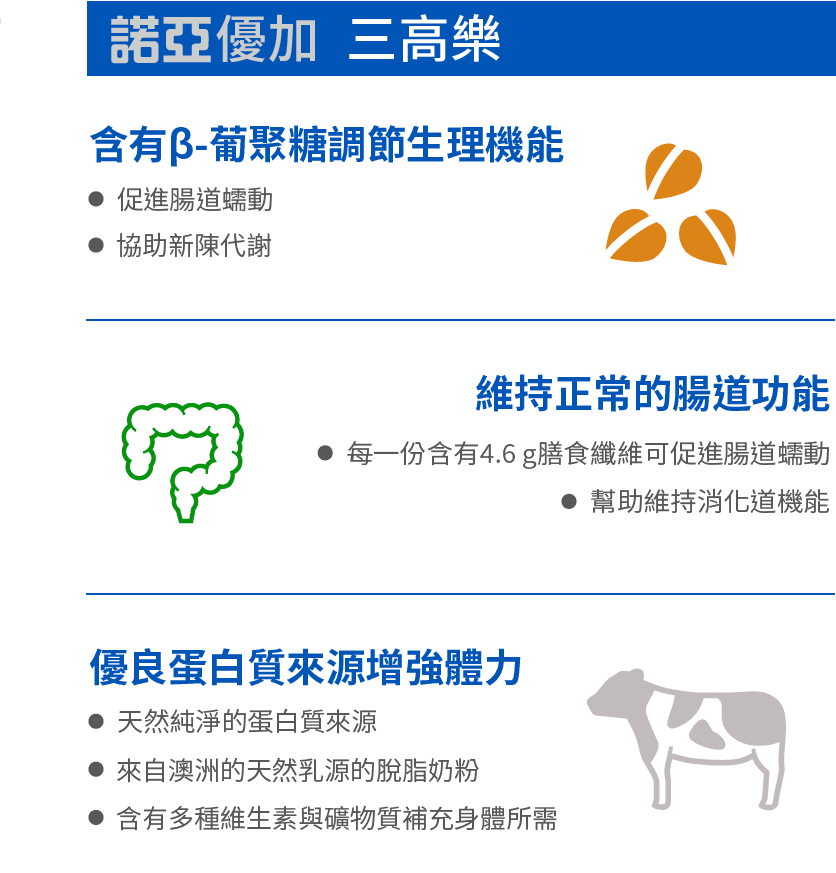 諾亞優加 三高樂
含有β-葡聚糖調節生理機能
● 促進腸道蠕動
● 協助新陳代謝
維持正常的腸道功能
● 每一份含有4.6 g膳食纖維可促進腸道蠕動
● 幫助維持消化道機能
優良蛋白質來源增強體力
● 天然純淨的蛋白質來源
● 來自澳洲的天然乳源的脫脂奶粉
● 含有多種維生素與礦物質補充身體所需